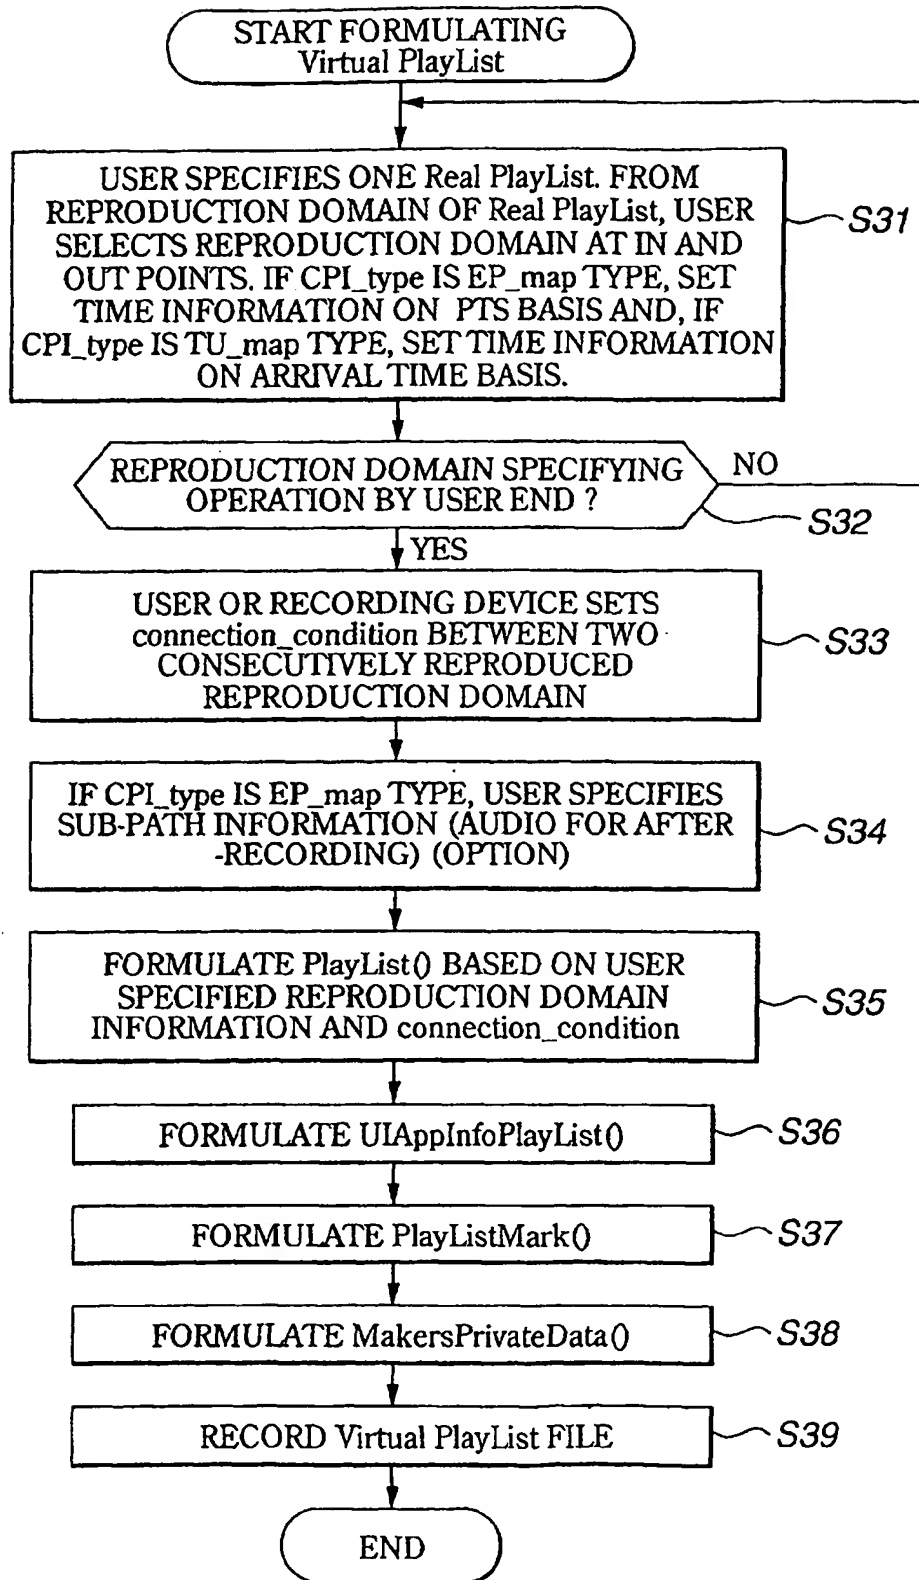 START FORMULATING
Virtual PlayList
USER SPECIFIES ONE Real PlayList. FROM
REPRODUCTION DOMAIN OF Real PlayList, USER
SELECTS REPRODUCTION DOMAIN AT IN AND
OUT POINTS. IF CPI_type IS EP_map TYPE, SET
TIME INFORMATION ON PTS BASIS AND, IF
CPI_type IS TU_map TYPE, SET TIME INFORMATION
ON ARRIVAL TIME BASIS.
S31
REPRODUCTION DOMAIN SPECIFYING
OPERATION BY USER END ?
NO
S32
YES
USER OR RECORDING DEVICE SETS
connection_condition BETWEEN TWO
CONSECUTIVELY REPRODUCED
REPRODUCTION DOMAIN
S33
IF CPI_type IS EP_map TYPE, USER SPECIFIES
SUB-PATH INFORMATION (AUDIO FOR AFTER
-RECORDING) (OPTION)
S34
FORMULATE PlayList() BASED ON USER
SPECIFIED REPRODUCTION DOMAIN
INFORMATION AND connection_condition
S35
FORMULATE UIAppInfoPlayList()
S36
FORMULATE PlayListMark()
S37
FORMULATE MakersPrivateData()
S38
RECORD Virtual PlayList FILE
S39
END